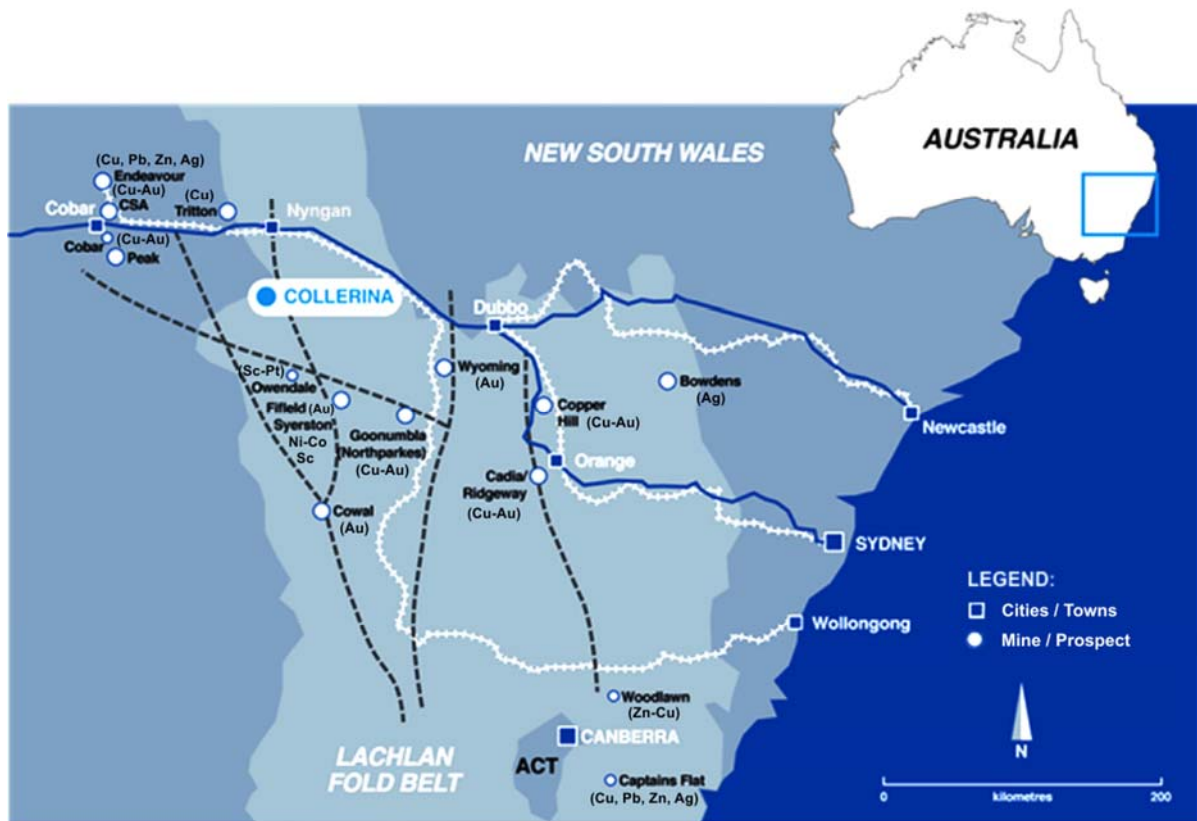 AUSTRALIA
NEW SOUTH WALES
(Cu, Pb, Zn, Ag)
Endeavour
(Cu-Au)
CSA
(Cu)
Tritton
Cobar
Nyngan
Cobar
(Cu-Au)
Peak
COLLERINA
Dubbo
(Sc-Pt)
Owendale
Wyoming
(Au)
Bowdens
(Ag)
Fifield (Au)
Syerston
Ni-Co
Sc
Goonumbla
(Northparkes)
(Cu-Au)
Copper
Hill (Cu-Au)
Newcastle
Orange
Cadia/
Ridgeway
(Cu-Au)
Cowal
(Au)
SYDNEY
LEGEND:
Cities / Towns
Mine / Prospect
Wollongong
Woodlawn
(Zn-Cu)
CANBERRA
ACT
LACHLAN
FOLD BELT
Captains Flat
(Cu, Pb, Zn, Ag)
N
0 kilometres 200